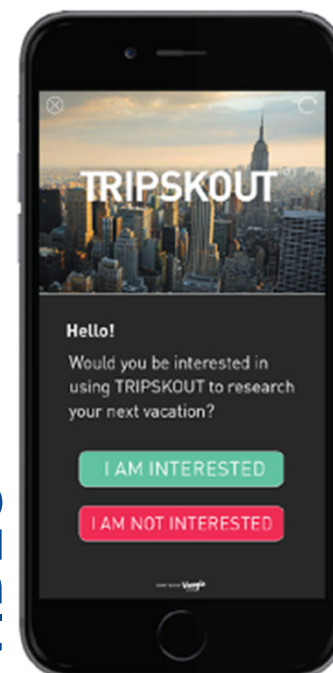 TRIPSKOUT
Hello!
Would you be interested in
using TRIPSKOUT to research
your next vacation?
I AM INTERESTED
I AM NOT INTERESTED